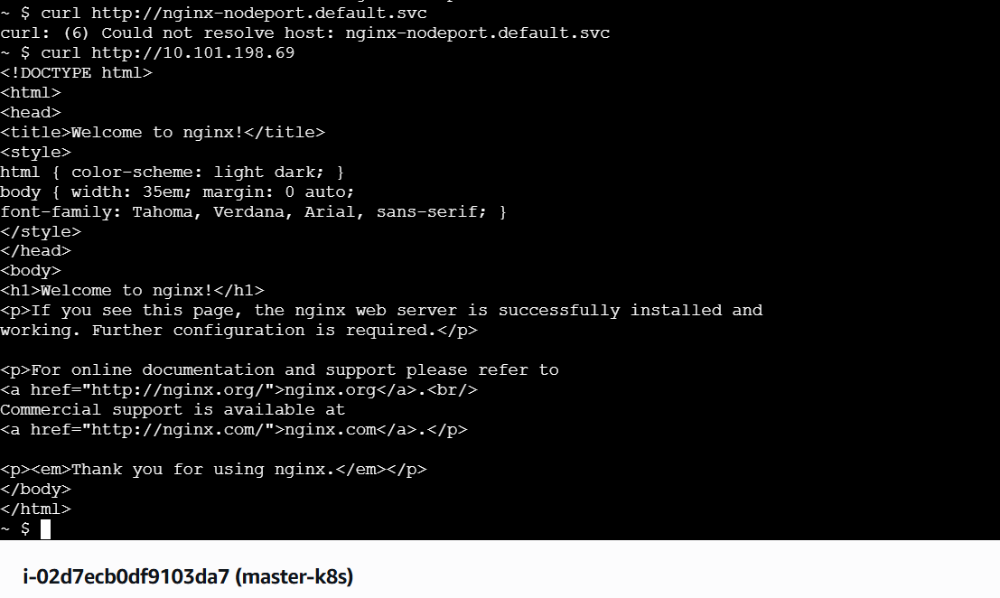 ~ $ curl http://nginx-nodeport.default.svc
curl: (6) Could not resolve host: nginx-nodeport.default.svc
~ $ curl http://10.101.198.69
<!DOCTYPE html>
<html>
<head>
<title>Welcome to nginx!</title>
<style>
html { color-scheme: light dark; }
body { width: 35em; margin: 0 auto;
font-family: Tahoma, Verdana, Arial, sans-serif; }
</style>
</head>
<body>
<h1>Welcome to nginx!</h1>
<p>If you see this page, the nginx web server is successfully installed and
working. Further configuration is required.</p>

<p>For online documentation and support please refer to
<a href="http://nginx.org/">nginx.org</a>.<br/>
Commercial support is available at
<a href="http://nginx.com/">nginx.com</a>.</p>

<p><em>Thank you for using nginx.</em></p>
</body>
</html>
~ $
i-02d7ecb0df9103da7 (master-k8s)